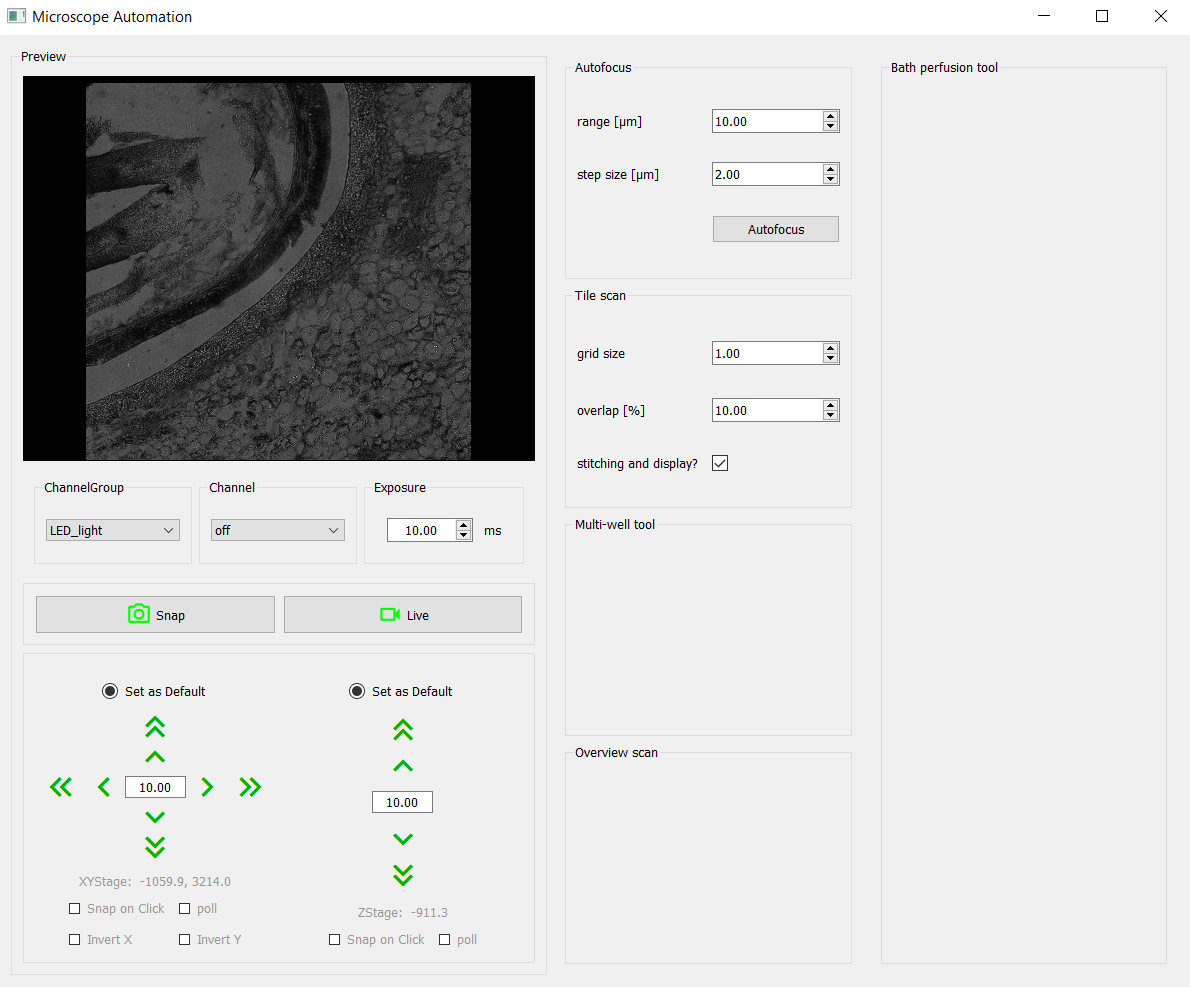 Microscope Automation
Preview
ChannelGroup
LED_light
Channel
off
Exposure
10.00 ms
Snap
Live
Set as Default
10.00
XYStage: -1059.9, 3214.0
Snap on Click
poll
Invert X
Invert Y
Set as Default
10.00
ZStage: -911.3
Snap on Click
poll
Autofocus
range [µm] 10.00
step size [µm] 2.00
Autofocus
Tile scan
grid size 1.00
overlap [%] 10.00
stitching and display?
Multi-well tool
Overview scan
Bath perfusion tool